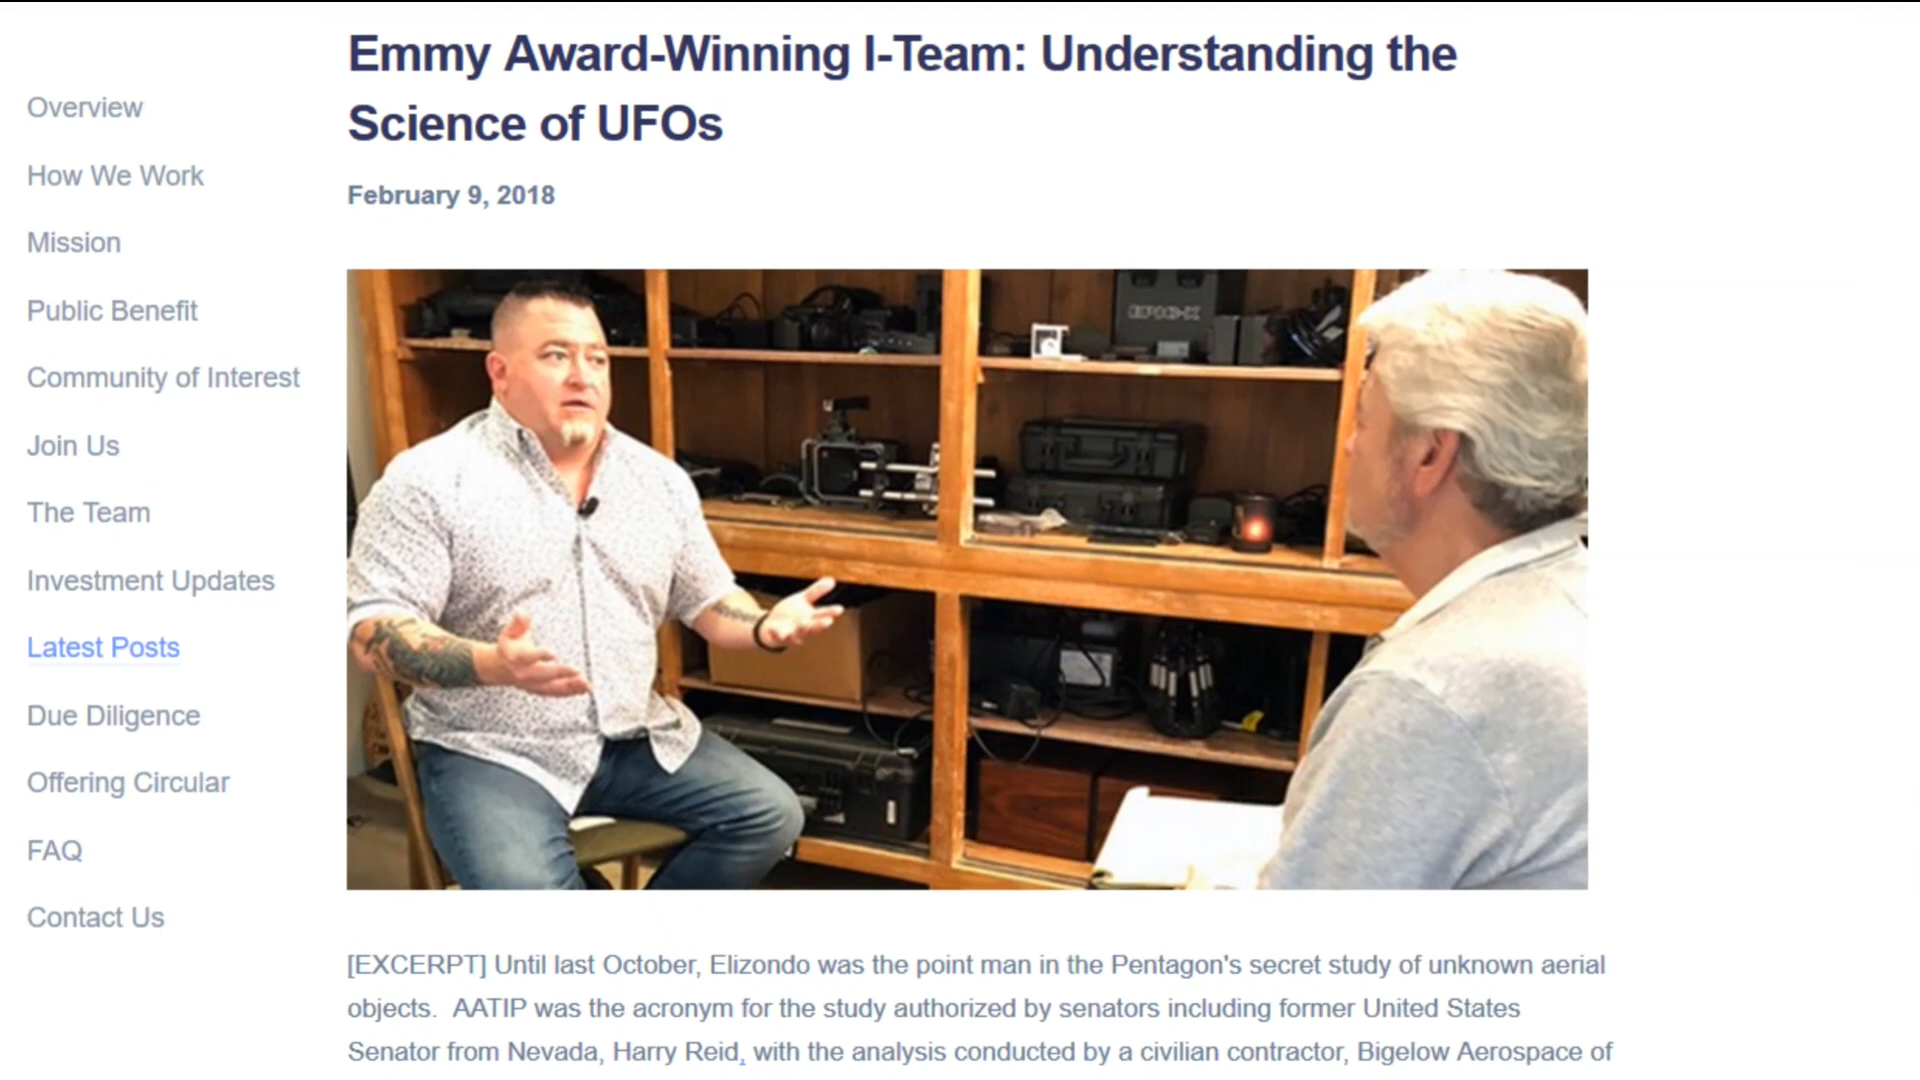 Emmy Award-Winning I-Team: Understanding the
Science of UFOs
February 9, 2018
Overview
How We Work
Mission
Public Benefit
Community of Interest
Join Us
The Team
Investment Updates
Latest Posts
Due Diligence
Offering Circular
FAQ
Contact Us
EPIC-X
[EXCERPT] Until last October, Elizondo was the point man in the Pentagon's secret study of unknown aerial
objects.  AATIP was the acronym for the study authorized by senators including former United States
Senator from Nevada, Harry Reid, with the analysis conducted by a civilian contractor, Bigelow Aerospace of